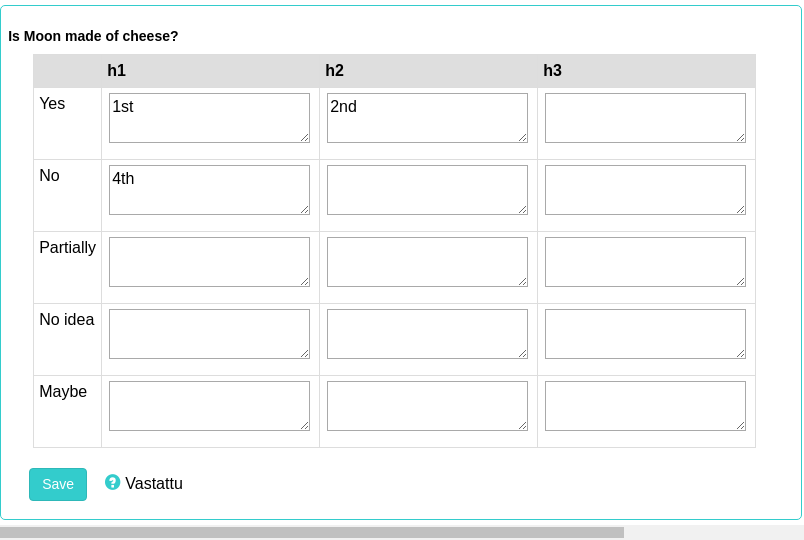 Is Moon made of cheese?
h1 h2 h3
Yes 1st 2nd
No 4th
Partially
No idea
Maybe
Save ? Vastattu